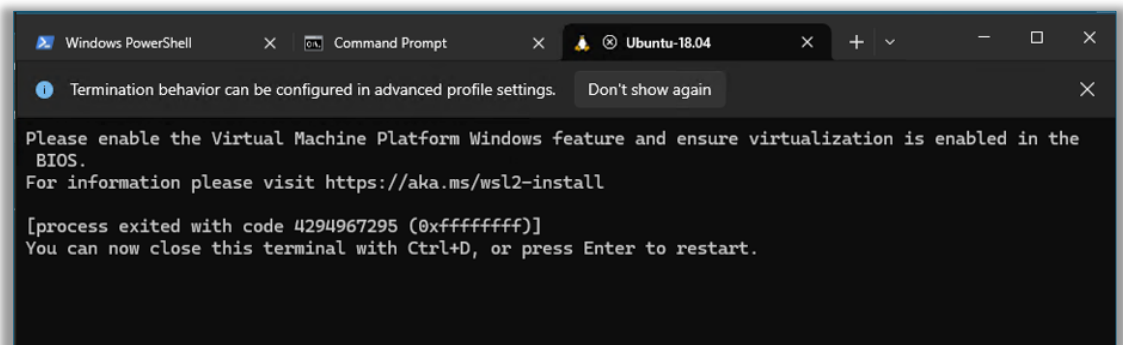 Windows PowerShell
Command Prompt
Ubuntu-18.04
Termination behavior can be configured in advanced profile settings. Don't show again
Please enable the Virtual Machine Platform Windows feature and ensure virtualization is enabled in the
BIOS.
For information please visit https://aka.ms/wsl2-install
[process exited with code 4294967295 (0xffffffff)]
You can now close this terminal with Ctrl+D, or press Enter to restart.